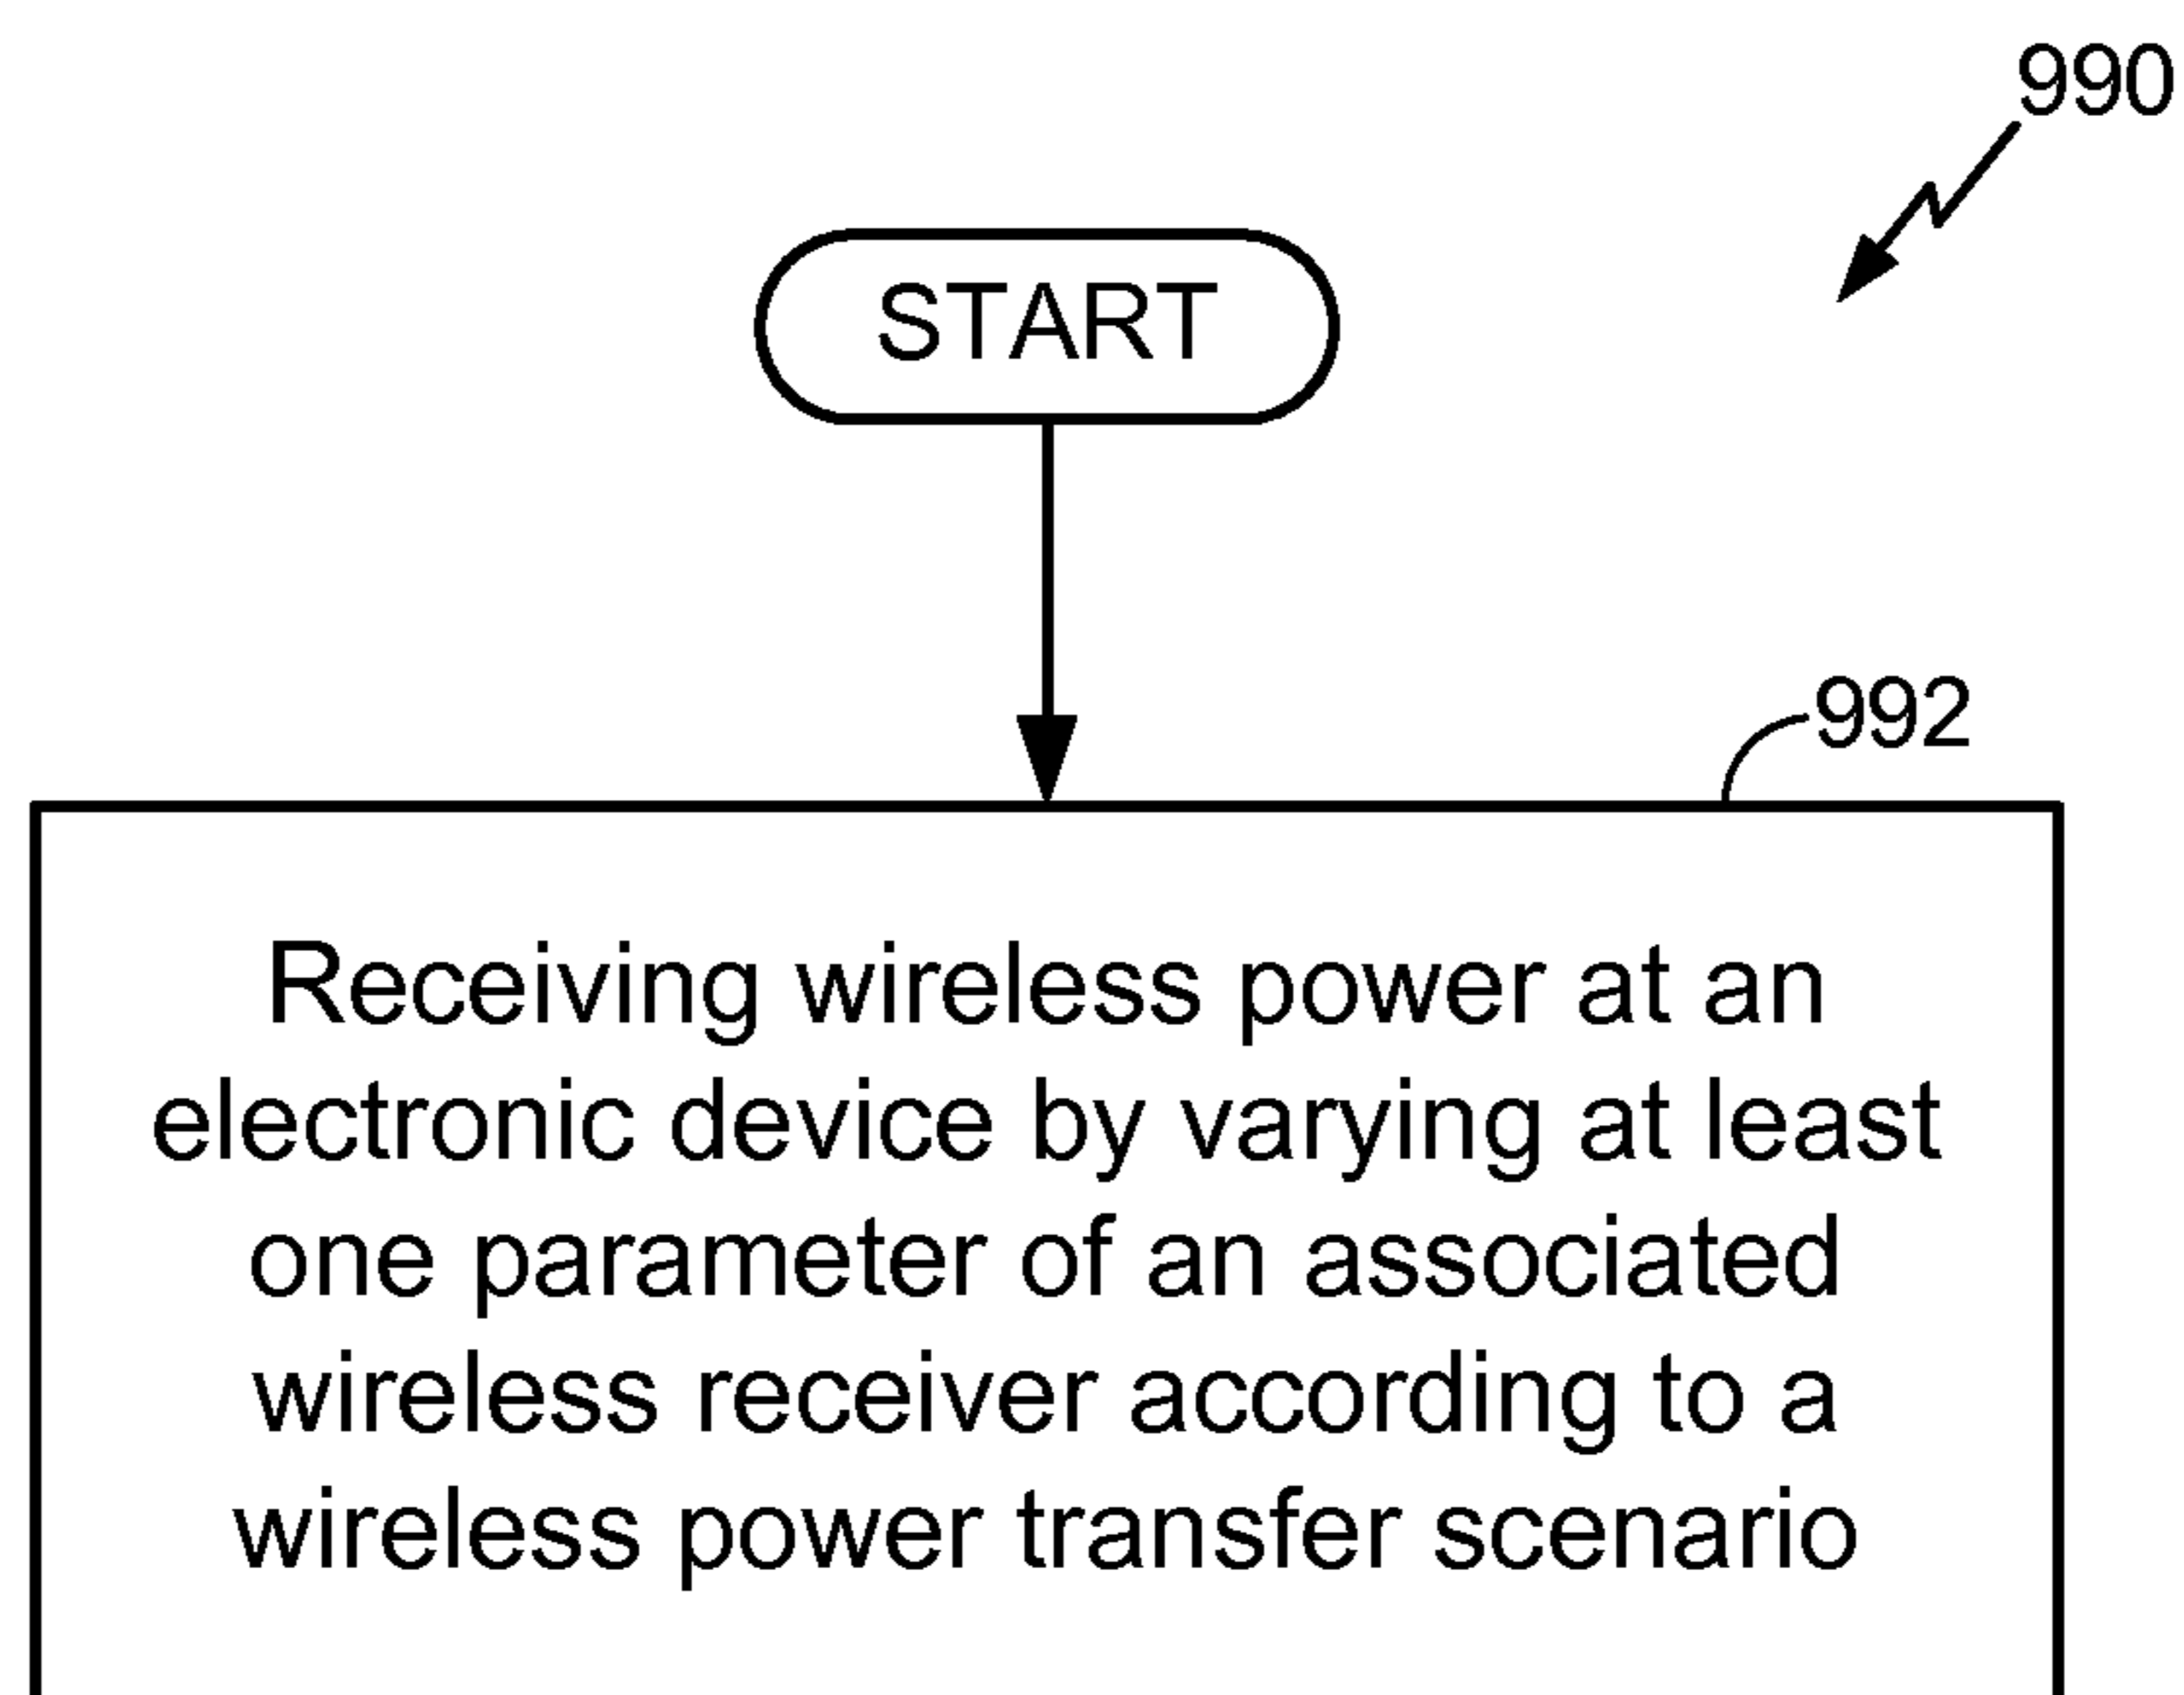 990
START
992
Receiving wireless power at an
electronic device by varying at least
one parameter of an associated
wireless receiver according to a
wireless power transfer scenario